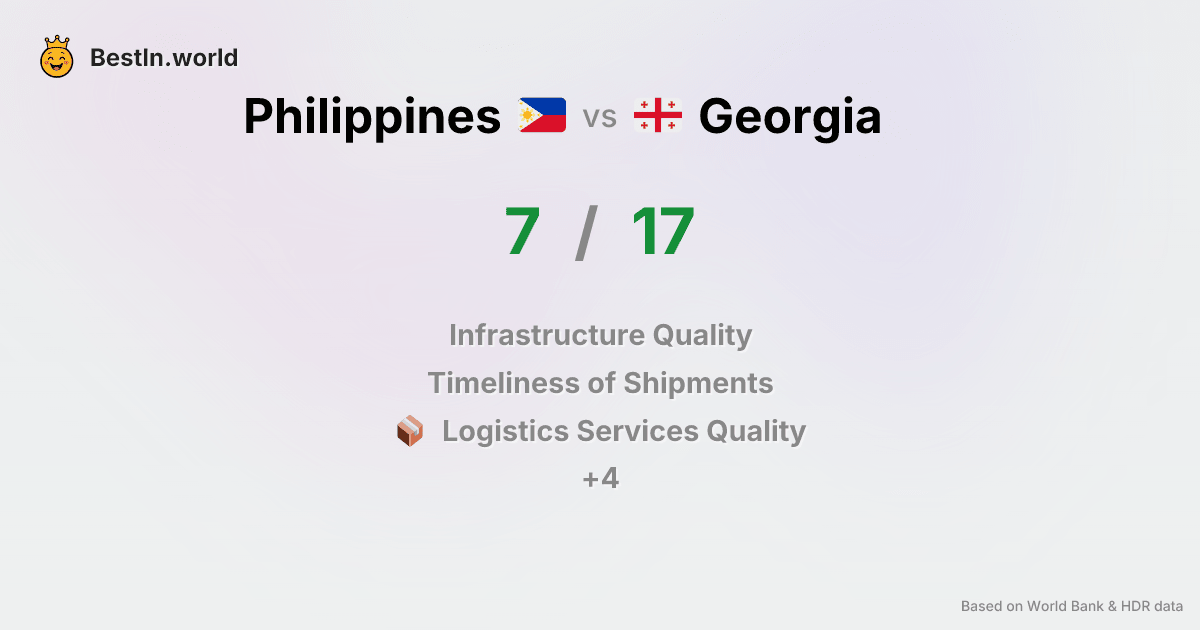 BestIn.world
Philippines vs Georgia
7 / 17
Infrastructure Quality
Timeliness of Shipments
Logistics Services Quality
+4
Based on World Bank & HDR data